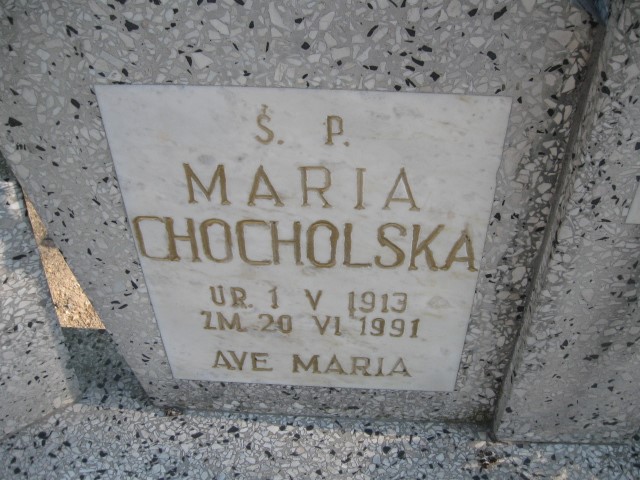 Ś. P.
MARIA
CHOCHOLSKA
UR. 1 V 1913
ZM. 20 VI 1991
AVE MARIA